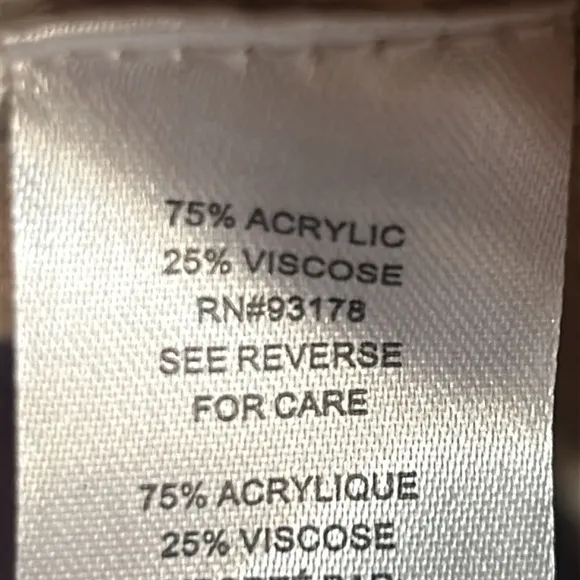 75% ACRYLIC
25% VISCOSE
RN#93178
SEE REVERSE
FOR CARE
75% ACRYLIQUE
25% VISCOSE